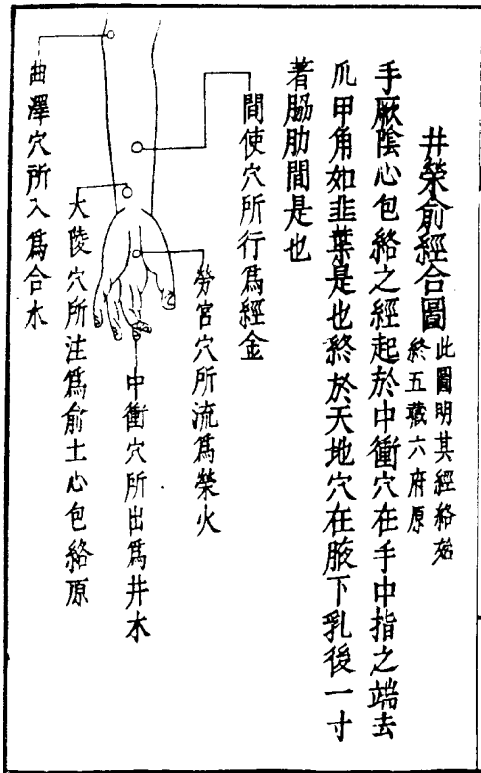 井榮俞經合圖
此圖明其經絡始
終五藏六府原
手厥陰心包絡之經起於中衝穴在手中指之端去
爪甲角如韭葉是也終於天地穴在腋下乳後一寸
著脇肋間是也
間使穴所行爲經金
勞宮穴所流爲榮火
中衝穴所出爲井木
大陵穴所注爲俞土心包絡原
曲澤穴所入爲合水